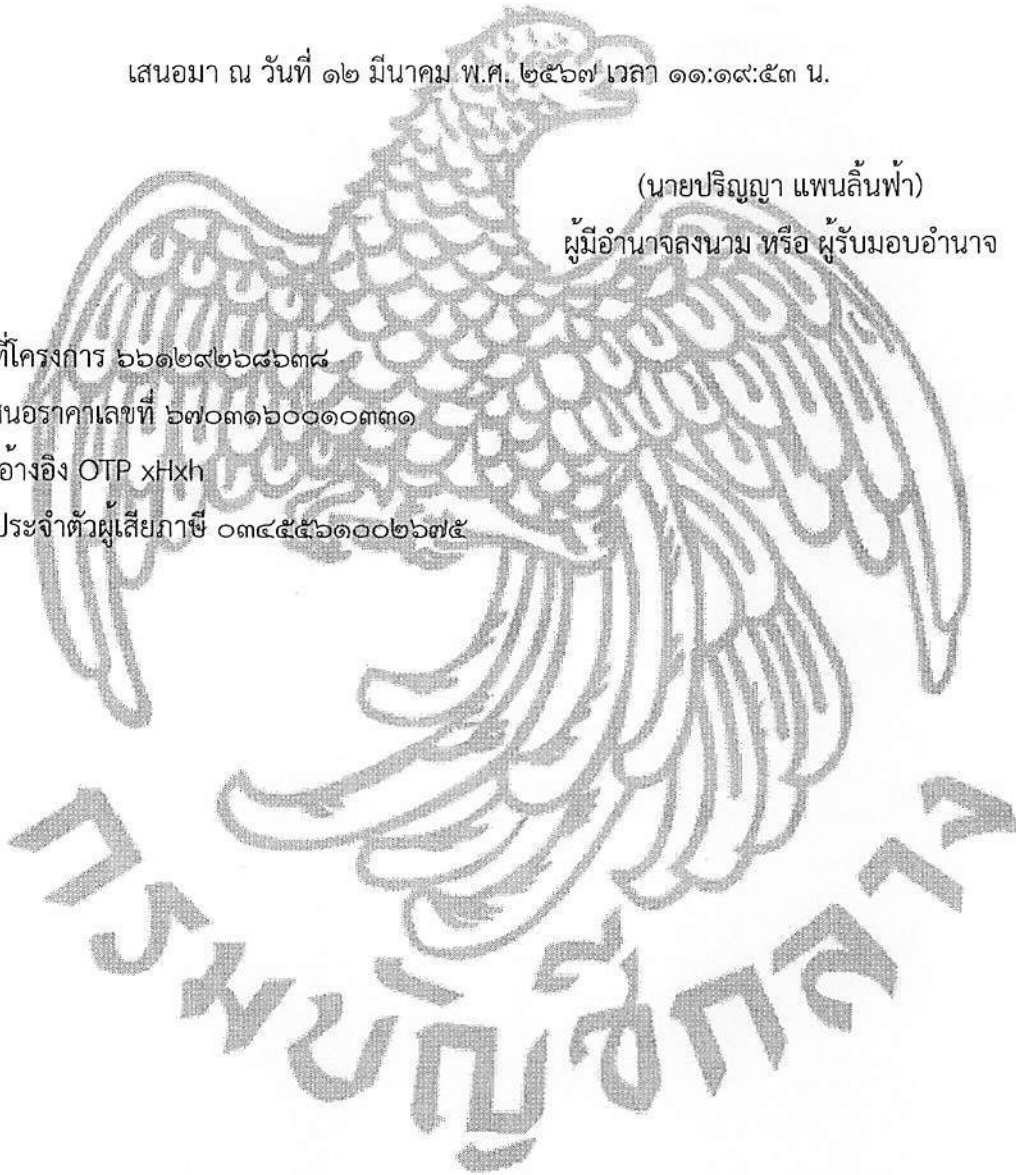 เสนอมา ณ วันที่ ๑๒ มีนาคม พ.ศ. ๒๕๖๗ เวลา ๑๑:๑๙:๕๓ น.
(นายปริญญา แพนลิ้นฟ้า)
ผู้มีอำนาจลงนาม หรือ ผู้รับมอบอำนาจ
ที่โครงการ ๖๖๑๒๙๒๖๘๖๓๘
สนอราคาเลขที่ ๖๗๐๓๑๖๐๐๑๐๓๓๑
อ้างอิง OTP xHxh
ประจำตัวผู้เสียภาษี ๐๓๔๕๕๖๑๐๐๒๖๗๕
กรมบัญชีกลาง